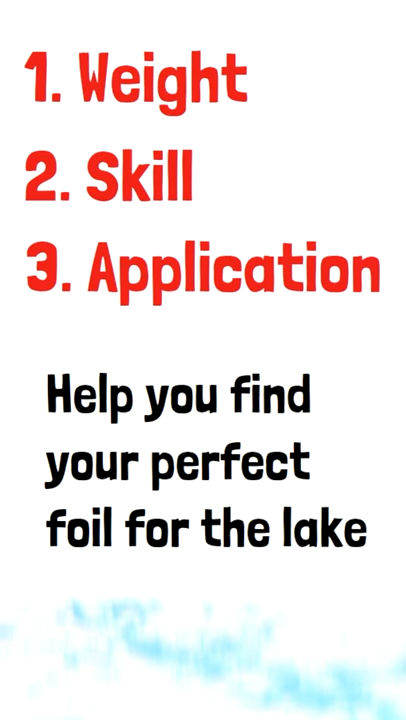 1. Weight
2. Skill
3. Application
Help you find
your perfect
foil for the lake